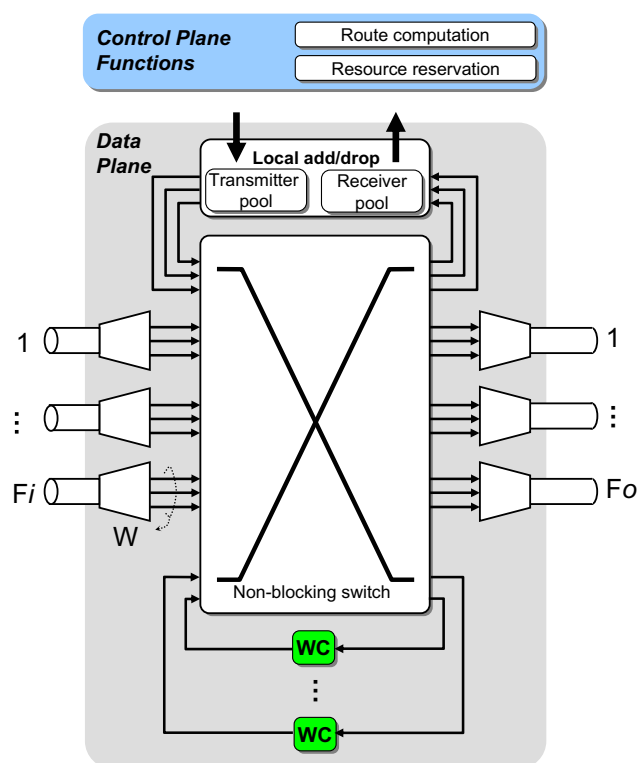 Control Plane
Functions
Route computation
Resource reservation
Data
Plane
Local add/drop
Transmitter
pool
Receiver
pool
1
1
...
...
Fi
Fo
W
Non-blocking switch
WC
...
WC